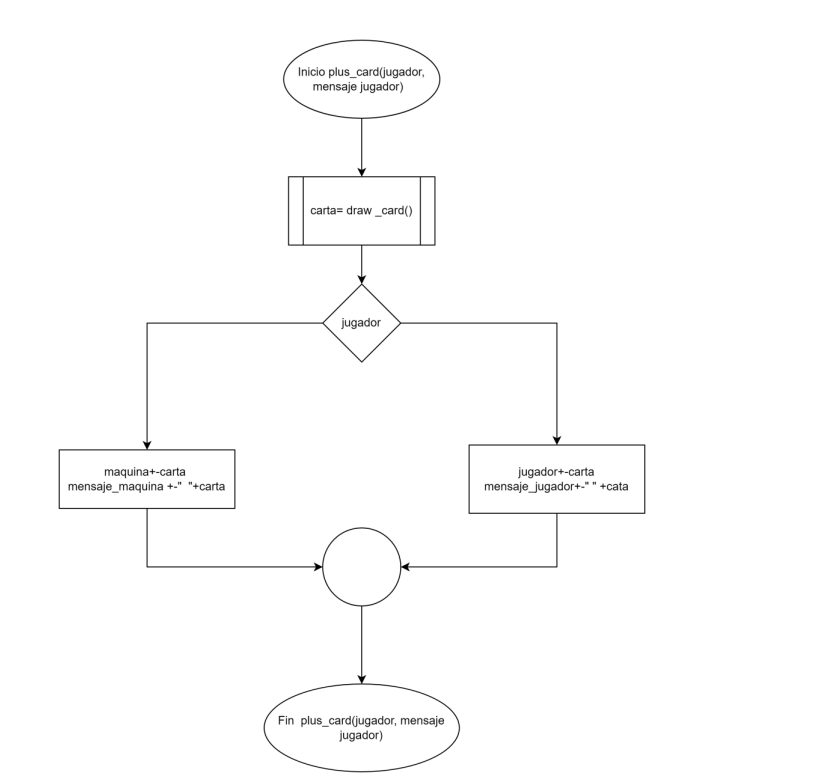 Inicio plus_card(jugador,
mensaje jugador)
carta= draw _card()
jugador
maquina+-carta
mensaje_maquina +-"  "+carta
jugador+-carta
mensaje_jugador+-" " +cata
Fin  plus_card(jugador, mensaje
jugador)